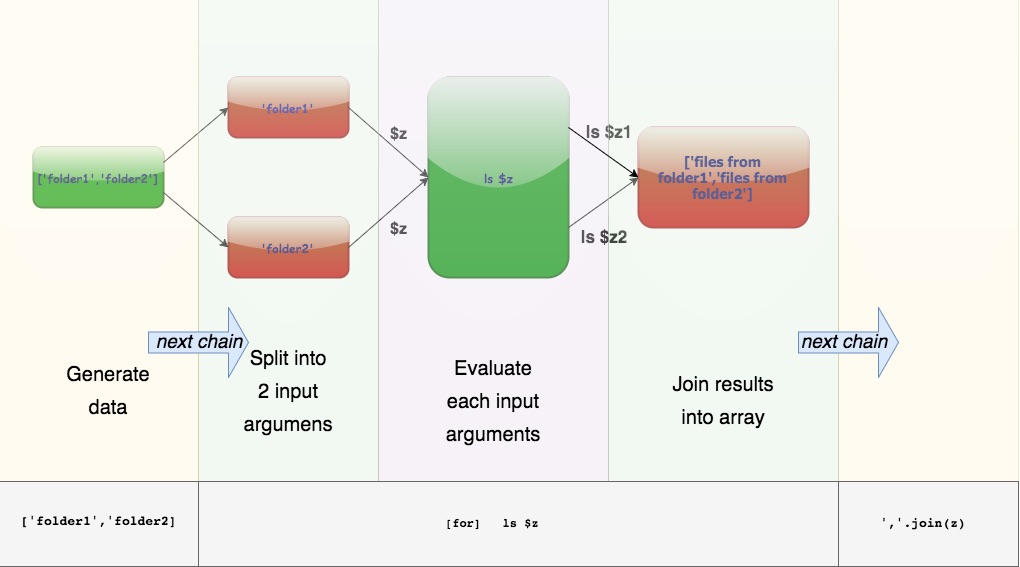 ['folder1','folder2']
'folder1'
'folder2'
$z
$z
ls $z
ls $z1
ls $z2
['files from
folder1','files from
folder2']
next chain
next chain
Generate
data
Split into
2 input
argumens
Evaluate
each input
arguments
Join results
into array
['folder1','folder2]
[for] ls $z
','.join(z)